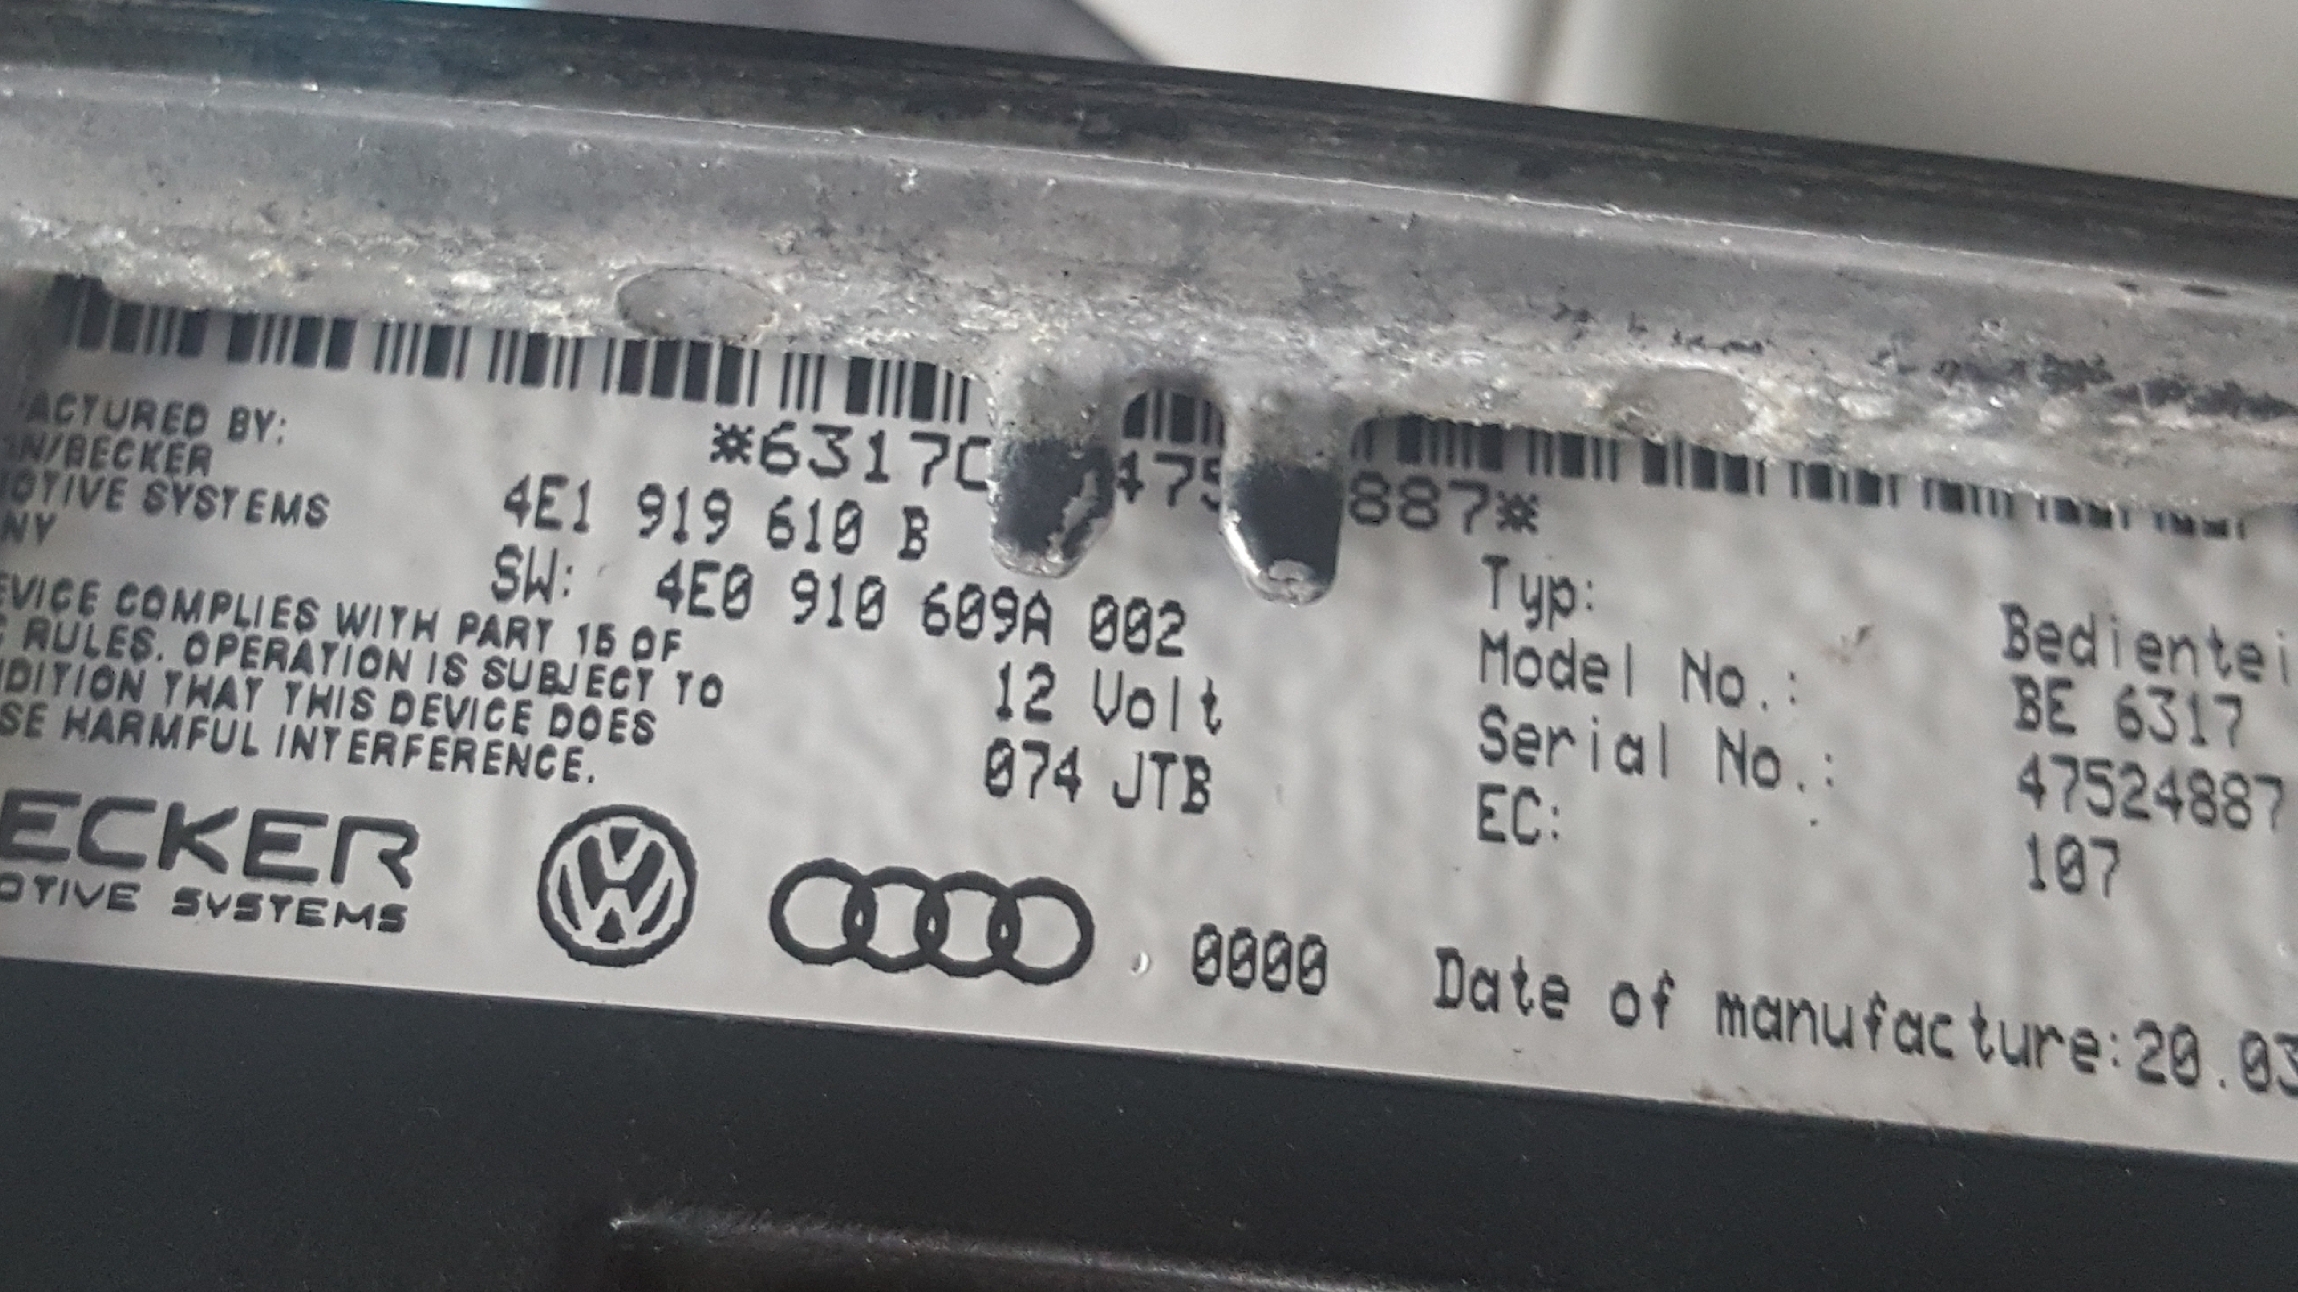 *6317C 475 887*
ACTURED BY:
N/BECKER
OTIVE SYSTEMS
NY
4E1 919 610 B
SW: 4E0 910 609A 002
12 Volt
074 JTB
EVICE COMPLIES WITH PART 15 OF
RULES. OPERATION IS SUBJECT TO
DITION THAT THIS DEVICE DOES
SE HARMFUL INTERFERENCE.
ECKER
OTIVE SYSTEMS
0000
Typ: Bedientei
Model No.: BE 6317
Serial No.: 47524887
EC: 107
Date of manufacture:20.03